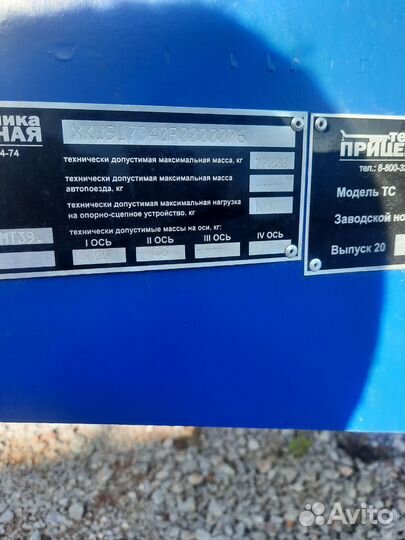 ника
НАЯ
4-74
технически допустимая максимальная масса, кг
технически допустимая максимальная масса
автопоезда, кг
технически допустимая максимальная нагрузка
на опорно-сцепное устройство, кг
технически допустимые массы на оси, кг:
I ОСЬ II ОСЬ III ОСЬ IV ОСЬ
МТ39.
те
ПРИЦЕ
тел.: 8-800-33
Модель ТС
Заводской но
Выпуск 20
Avito